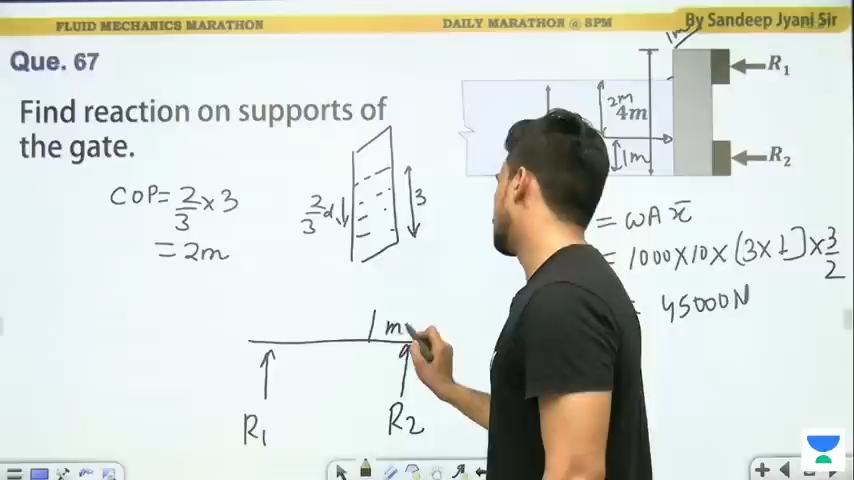 FLUID MECHANICS MARATHON
DAILY MARATHON @ 8PM
By Sandeep Jyani Sir
Que. 67
Find reaction on supports of
the gate.
1m
R₁
2m
4m
1m
R₂
COP = 2/3 × 3
= 2m
2/3 d
3
= ωA x̄
= 1000×10×(3×1)×3/2
= 45000N
1m
R₁
R₂